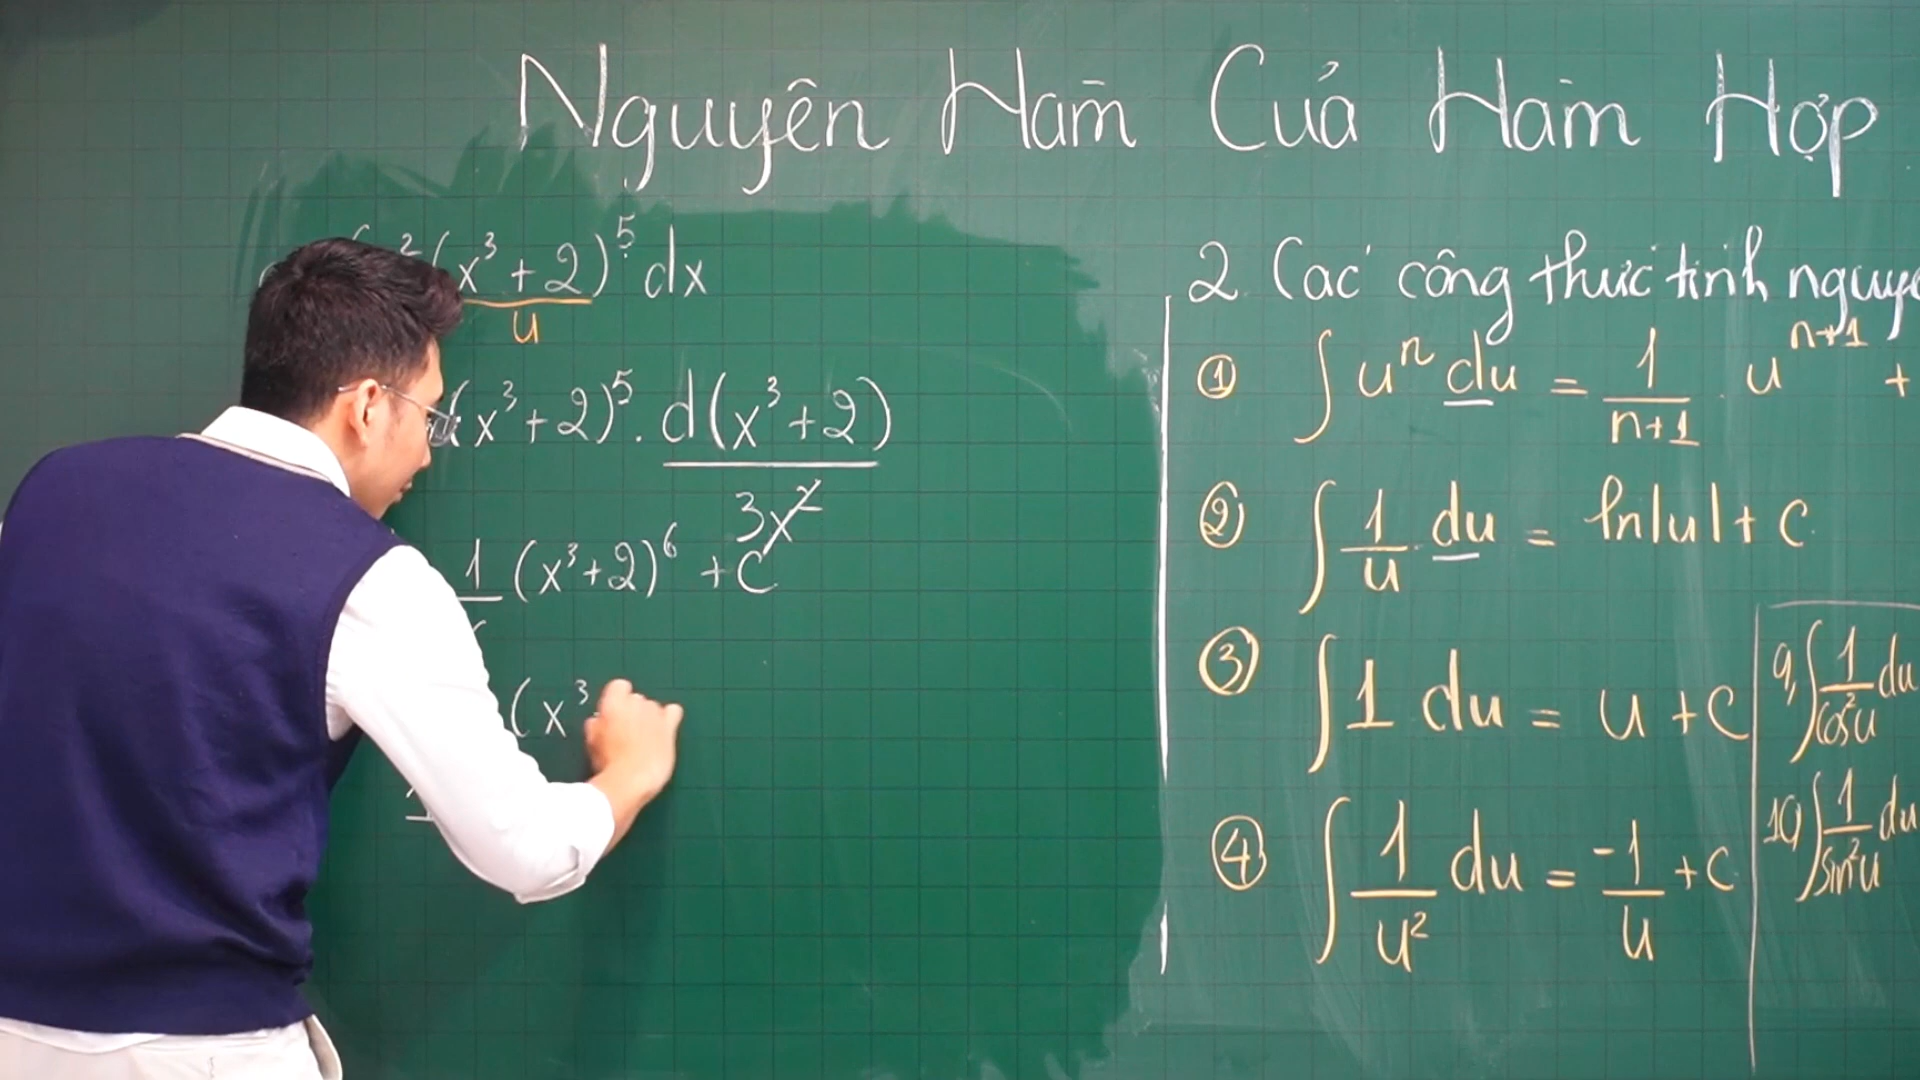 Nguyên Hàm Của Hàm Hợp
² (x³ + 2)⁵ dx
u
(x³ + 2)⁵ . d(x³ + 2)
3x²
1 (x³ + 2)⁶ + C
(x³
2. Các công thức tính
① ∫ uⁿ du = 1/(n+1) . uⁿ⁺¹ +
② ∫ 1/u . du = ln|u| + C
③ ∫ 1 du = u + C
④ ∫ 1/u² du = -1/u + C
9, ∫ 1/cos²u du
10, ∫ 1/sin²u du